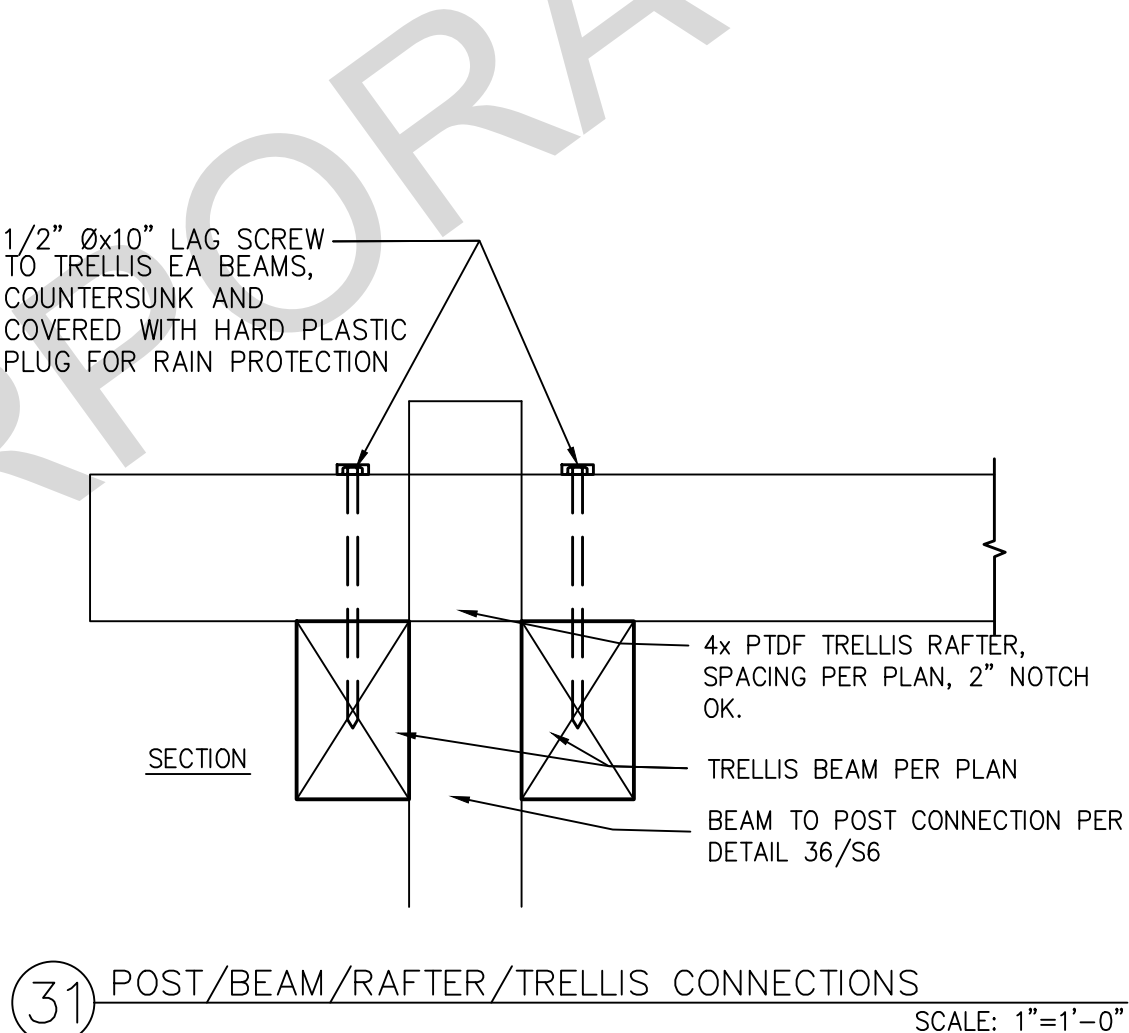 1/2" Øx10" LAG SCREW
TO TRELLIS EA BEAMS,
COUNTERSUNK AND
COVERED WITH HARD PLASTIC
PLUG FOR RAIN PROTECTION
4x PTDF TRELLIS RAFTER,
SPACING PER PLAN, 2" NOTCH
OK.
SECTION
TRELLIS BEAM PER PLAN
BEAM TO POST CONNECTION PER
DETAIL 36/S6
31 POST/BEAM/RAFTER/TRELLIS CONNECTIONS
SCALE: 1"=1'-0"
RPORA